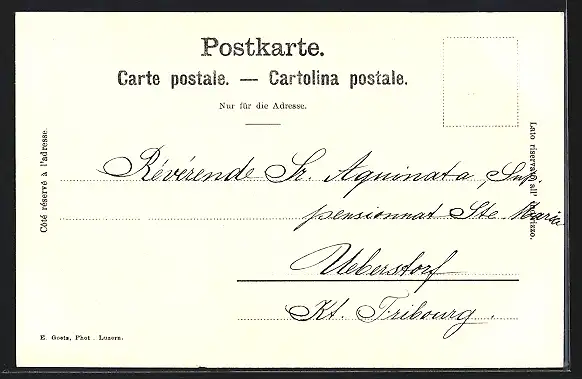 Postkarte.
Carte postale. — Cartolina postale.
Nur für die Adresse.
Côté réservé à l'adresse.
Lato riservato all' indirizzo.
Révérende Sr. Aquinata, Sup.
pensionnat Ste Marie
Ueberstorf
Kt. Fribourg.
E. Goetz, Phot. Luzern.